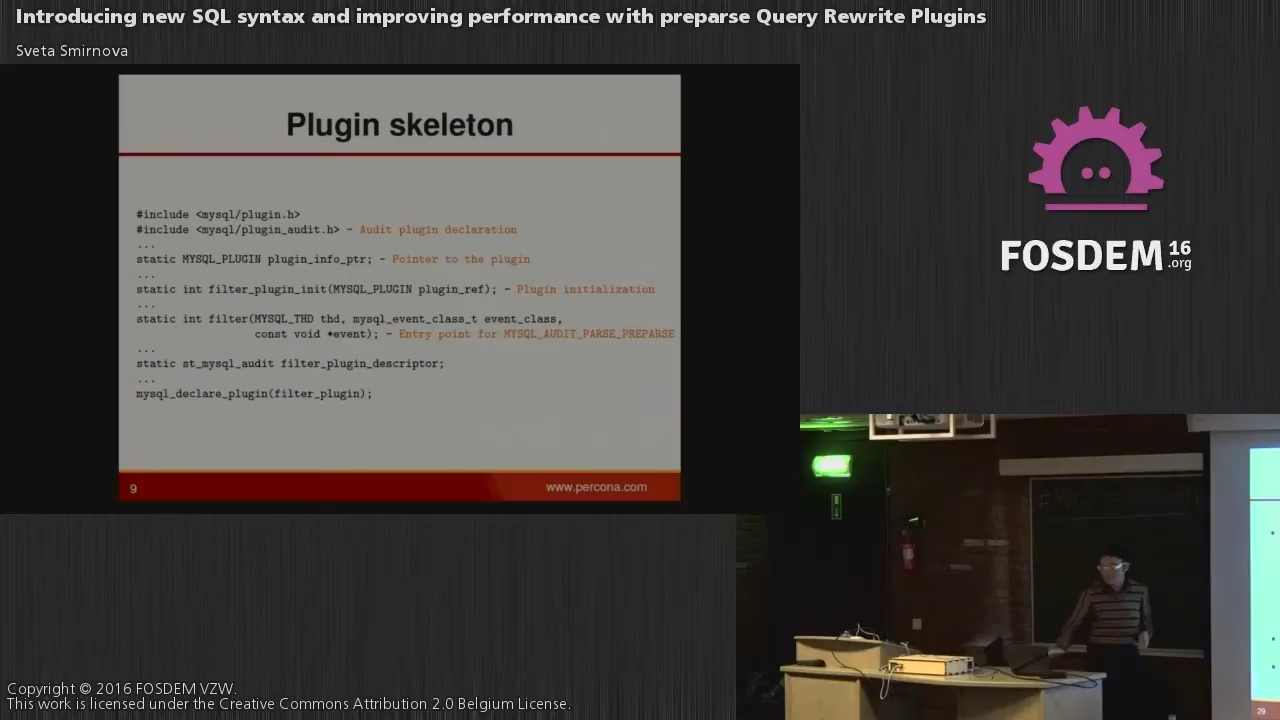 Introducing new SQL syntax and improving performance with preparse Query Rewrite Plugins
Sveta Smirnova
Plugin skeleton
#include <mysql/plugin.h>
#include <mysql/plugin_audit.h> - Audit plugin declaration
...
static MYSQL_PLUGIN plugin_info_ptr; - Pointer to the plugin
...
static int filter_plugin_init(MYSQL_PLUGIN plugin_ref); - Plugin initialization
...
static int filter(MYSQL_THD thd, mysql_event_class_t event_class,
const void *event); - Entry point for MYSQL_AUDIT_PARSE_PREPARSE
...
static st_mysql_audit filter_plugin_descriptor;
...
mysql_declare_plugin(filter_plugin);
9
www.percona.com
FOSDEM 16
.org
29
Copyright © 2016 FOSDEM VZW.
This work is licensed under the Creative Commons Attribution 2.0 Belgium License.